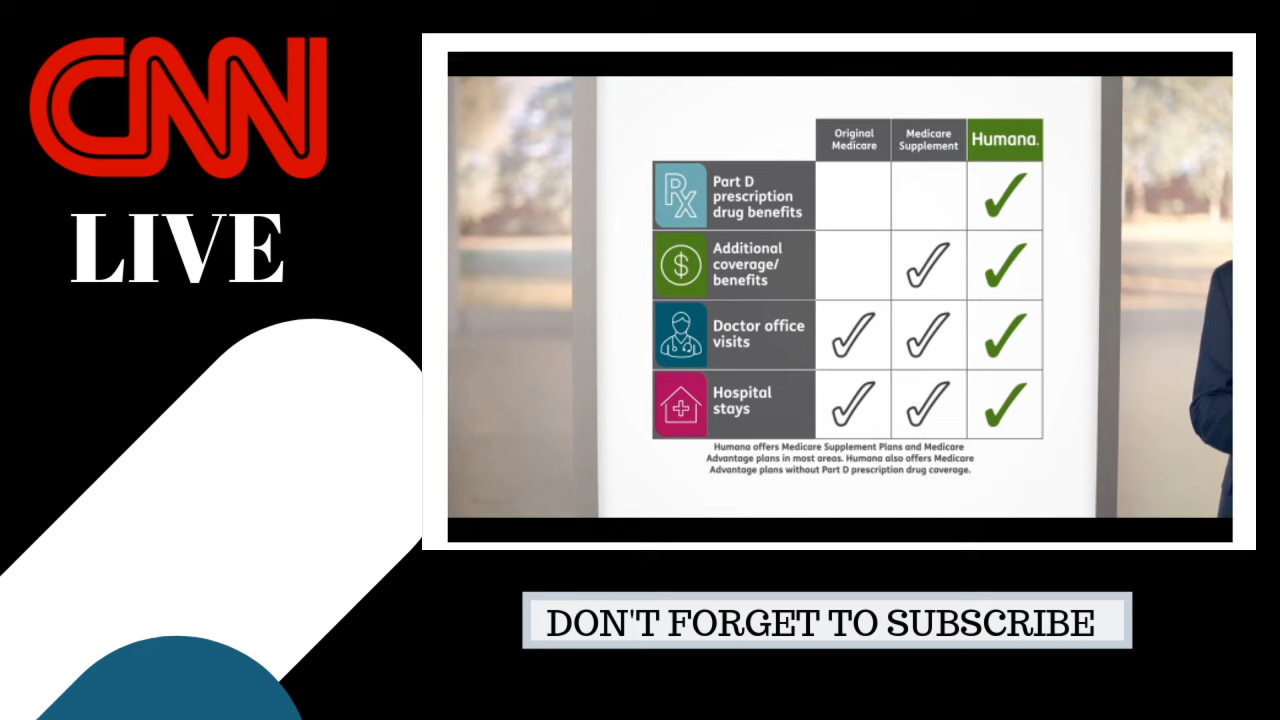 CNN
LIVE
Original
Medicare
Medicare
Supplement
Humana.
Rx
Part D
prescription
drug benefits
$
Additional
coverage/
benefits
Doctor office
visits
Hospital
stays
Humana offers Medicare Supplement Plans and Medicare
Advantage plans in most areas. Humana also offers Medicare
Advantage plans without Part D prescription drug coverage.
DON'T FORGET TO SUBSCRIBE